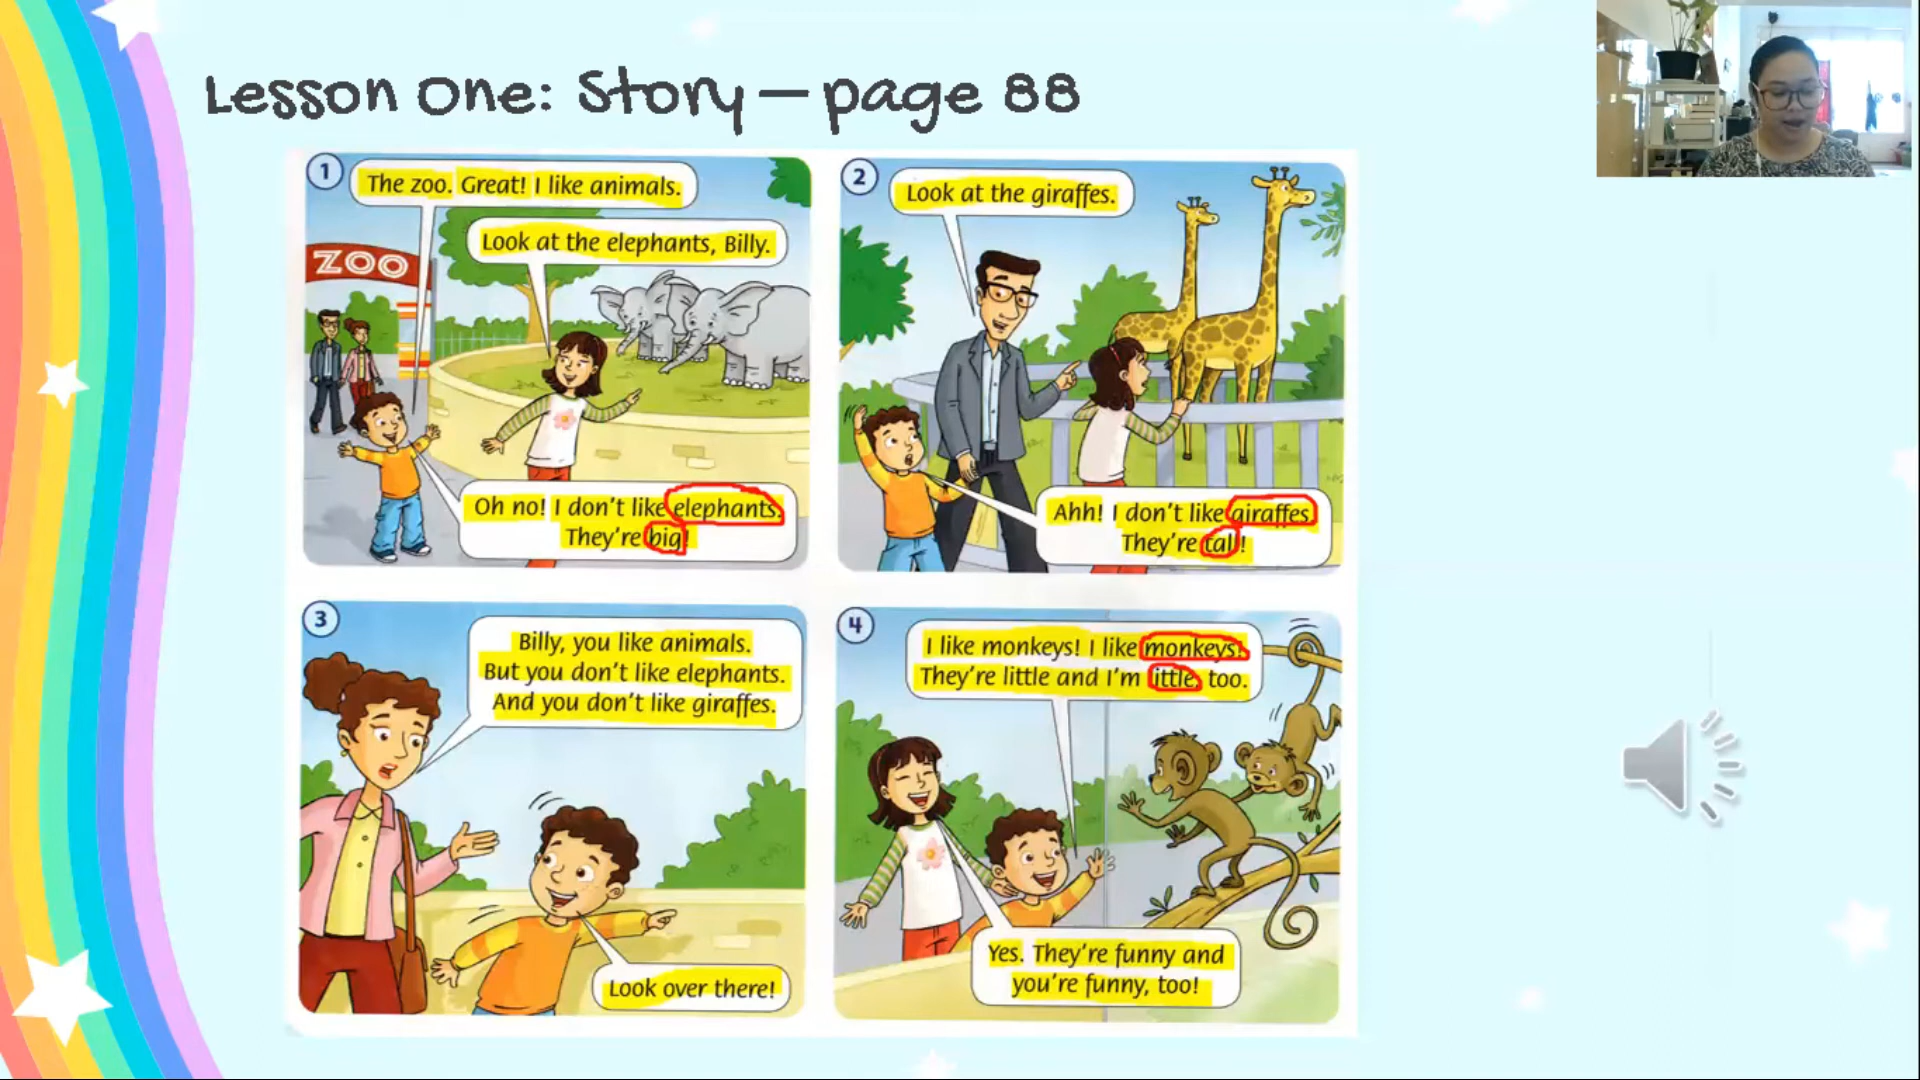 Lesson One: Story – page 88
1
The zoo. Great! I like animals.
Look at the elephants, Billy.
ZOO
Oh no! I don't like elephants.
They're big!
2
Look at the giraffes.
Ahh! I don't like giraffes.
They're tall!
3
Billy, you like animals.
But you don't like elephants.
And you don't like giraffes.
Look over there!
4
I like monkeys! I like monkeys!
They're little and I'm little, too.
Yes. They're funny and
you're funny, too!